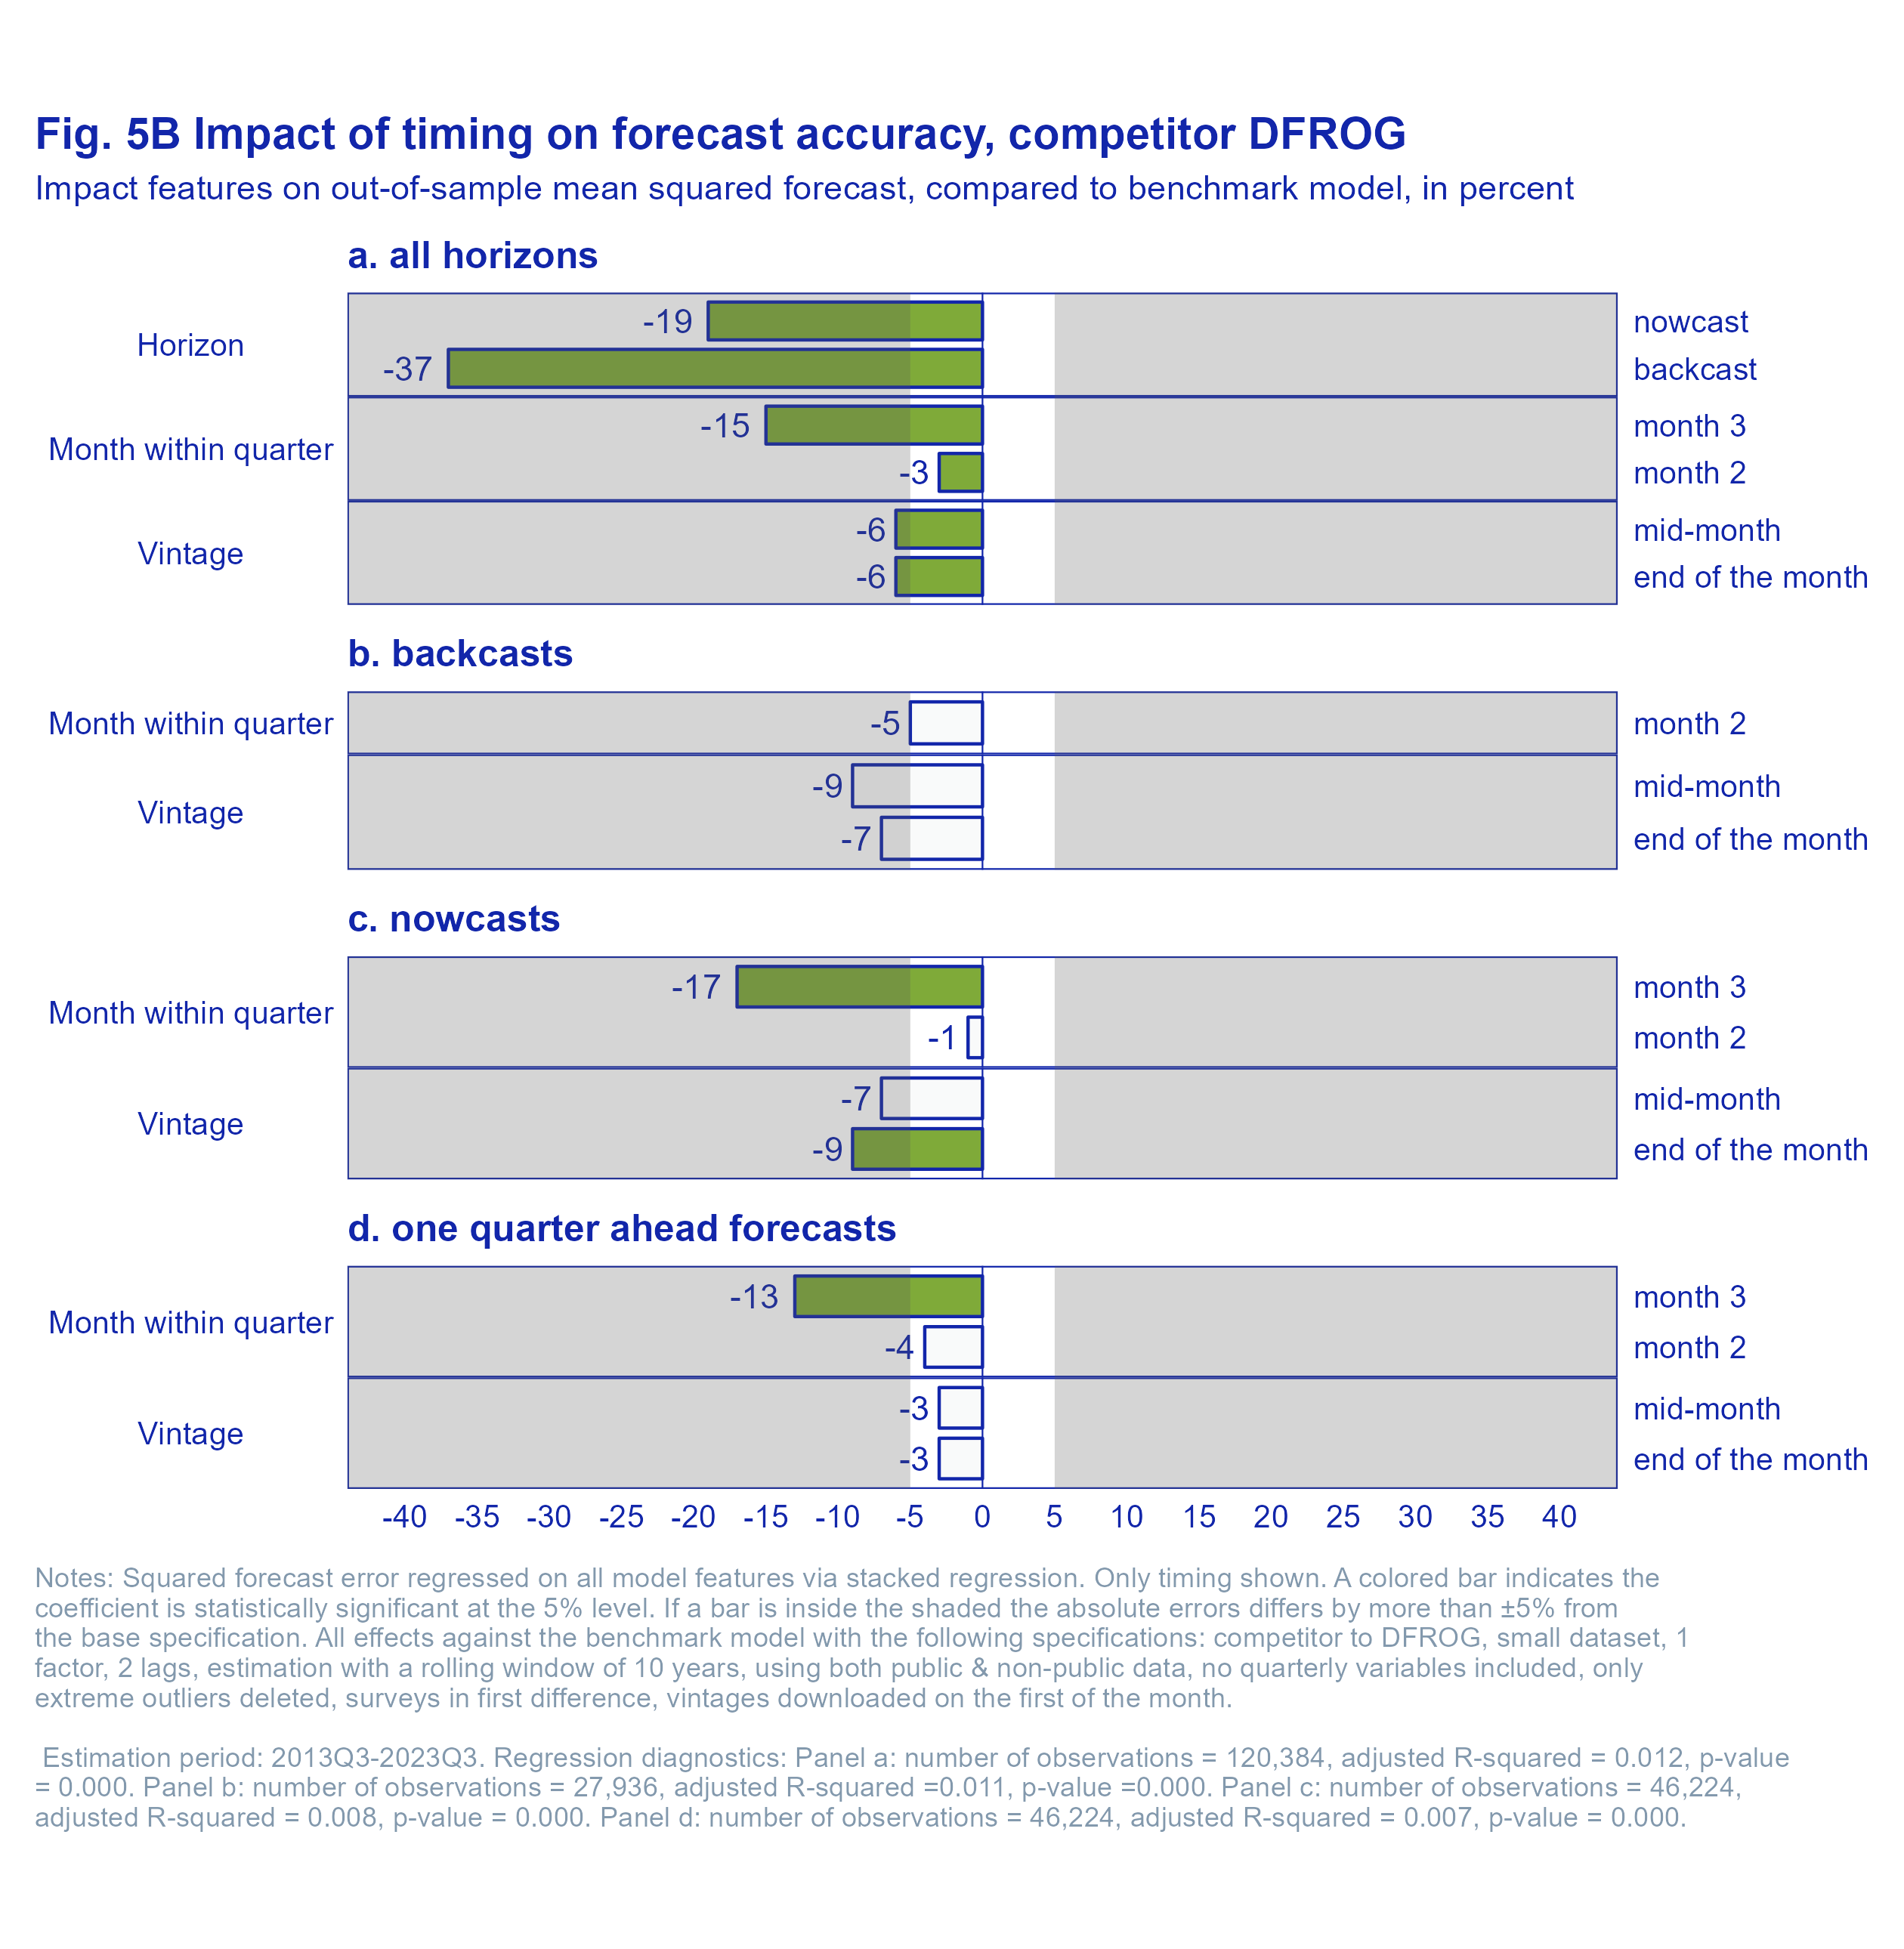 Fig. 5B Impact of timing on forecast accuracy, competitor DFROG
Impact features on out-of-sample mean squared forecast, compared to benchmark model, in percent
a. all horizons
Horizon
-19
nowcast
-37
backcast
Month within quarter
-15
month 3
-3
month 2
Vintage
-6
mid-month
-6
end of the month
b. backcasts
Month within quarter
-5
month 2
Vintage
-9
mid-month
-7
end of the month
c. nowcasts
Month within quarter
-17
month 3
-1
month 2
Vintage
-7
mid-month
-9
end of the month
d. one quarter ahead forecasts
Month within quarter
-13
month 3
-4
month 2
Vintage
-3
mid-month
-3
end of the month
-40 -35 -30 -25 -20 -15 -10 -5 0 5 10 15 20 25 30 35 40
Notes: Squared forecast error regressed on all model features via stacked regression. Only timing shown. A colored bar indicates the
coefficient is statistically significant at the 5% level. If a bar is inside the shaded the absolute errors differs by more than ±5% from
the base specification. All effects against the benchmark model with the following specifications: competitor to DFROG, small dataset, 1
factor, 2 lags, estimation with a rolling window of 10 years, using both public & non-public data, no quarterly variables included, only
extreme outliers deleted, surveys in first difference, vintages downloaded on the first of the month.
Estimation period: 2013Q3-2023Q3. Regression diagnostics: Panel a: number of observations = 120,384, adjusted R-squared = 0.012, p-value
= 0.000. Panel b: number of observations = 27,936, adjusted R-squared =0.011, p-value =0.000. Panel c: number of observations = 46,224,
adjusted R-squared = 0.008, p-value = 0.000. Panel d: number of observations = 46,224, adjusted R-squared = 0.007, p-value = 0.000.